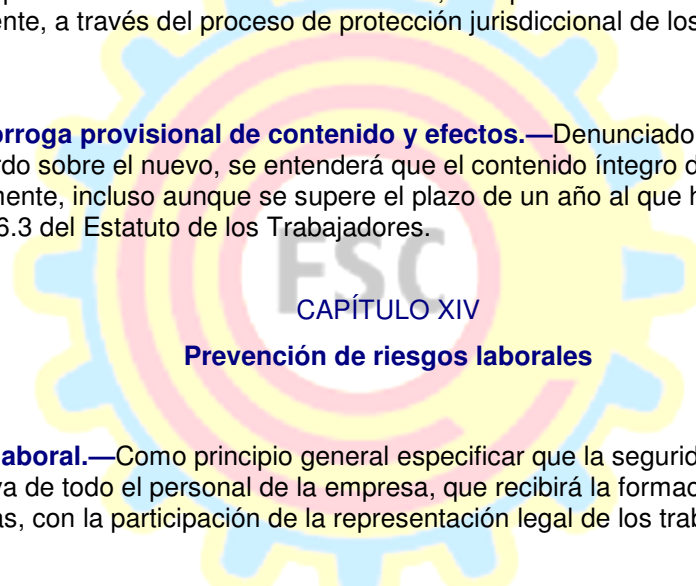 ente, a través del proceso de protección jurisdiccional de los
rroga provisional de contenido y efectos.—Denunciado
rdo sobre el nuevo, se entenderá que el contenido íntegro d
mente, incluso aunque se supere el plazo de un año al que h
6.3 del Estatuto de los Trabajadores.
ESC
CAPÍTULO XIV
Prevención de riesgos laborales
aboral.—Como principio general especificar que la segurid
va de todo el personal de la empresa, que recibirá la formac
as, con la participación de la representación legal de los trab